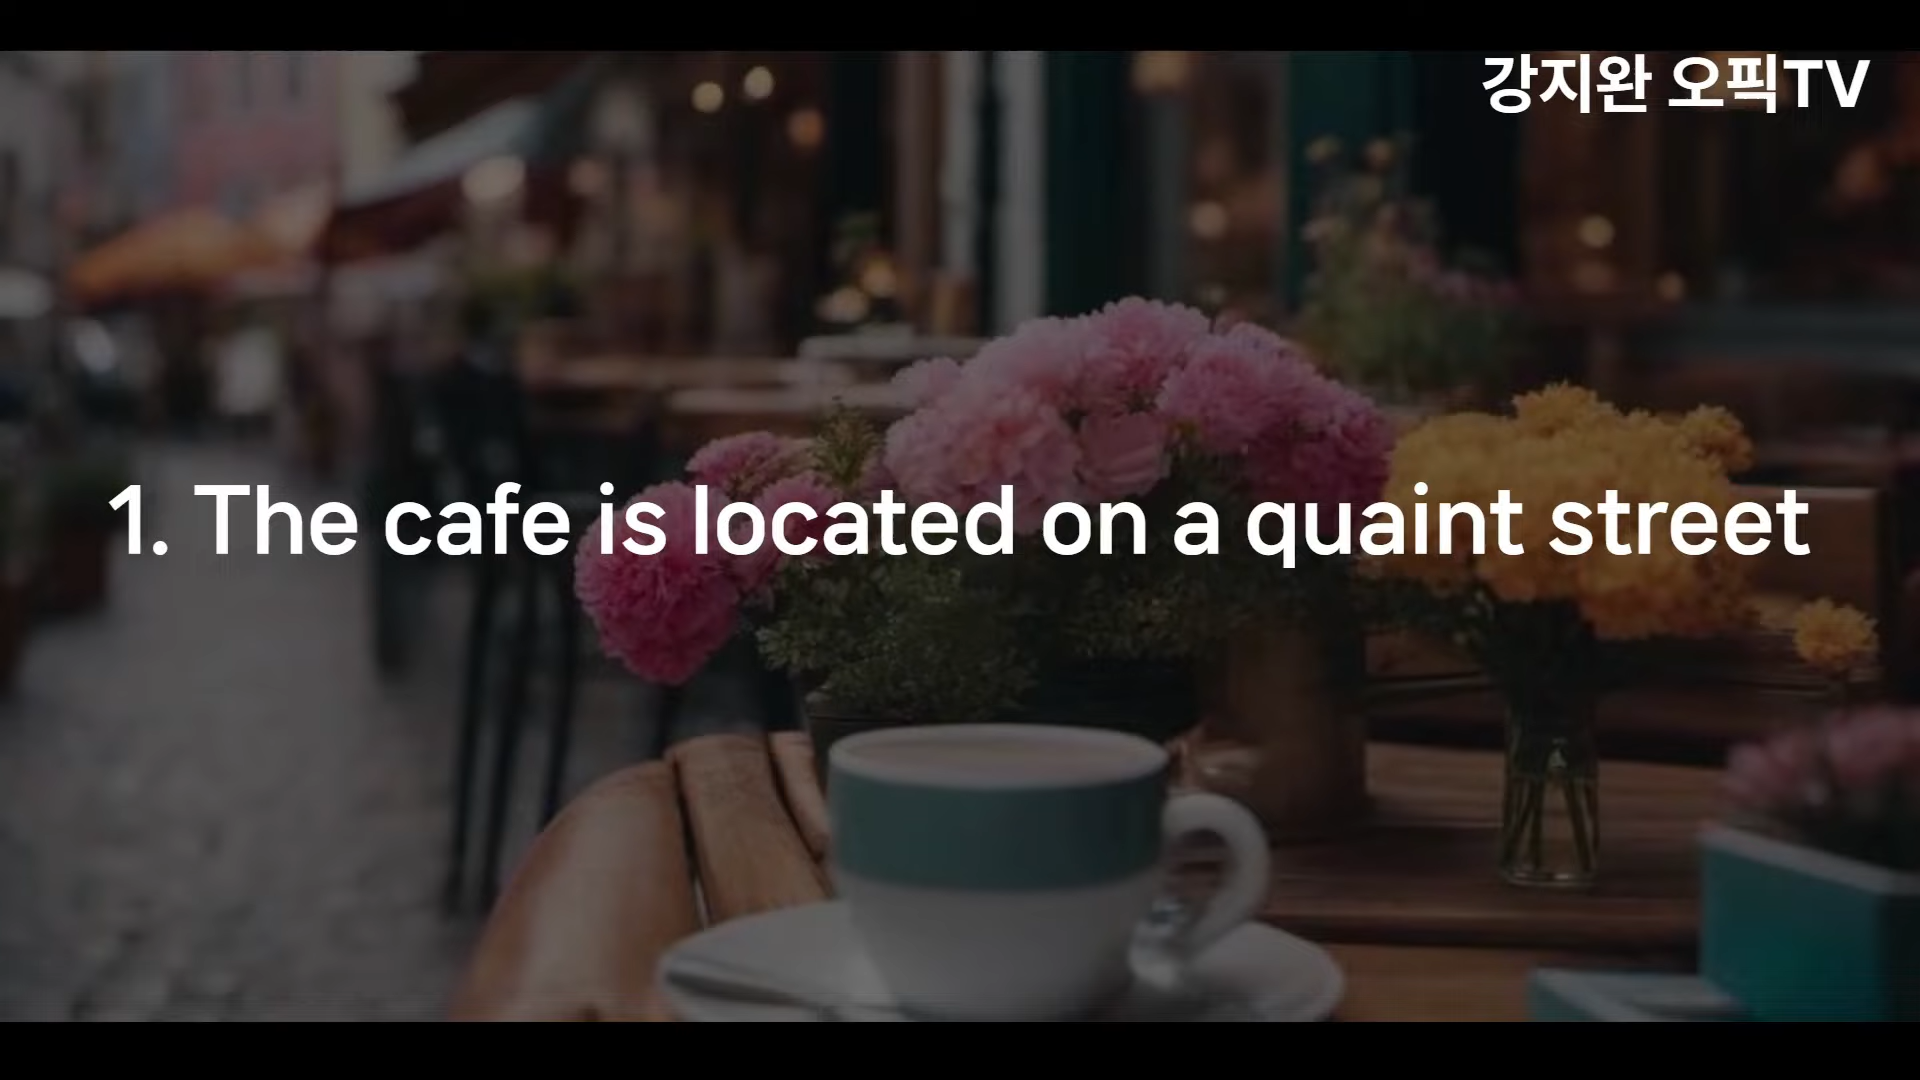 강지완 오픽TV
1. The cafe is located on a quaint street